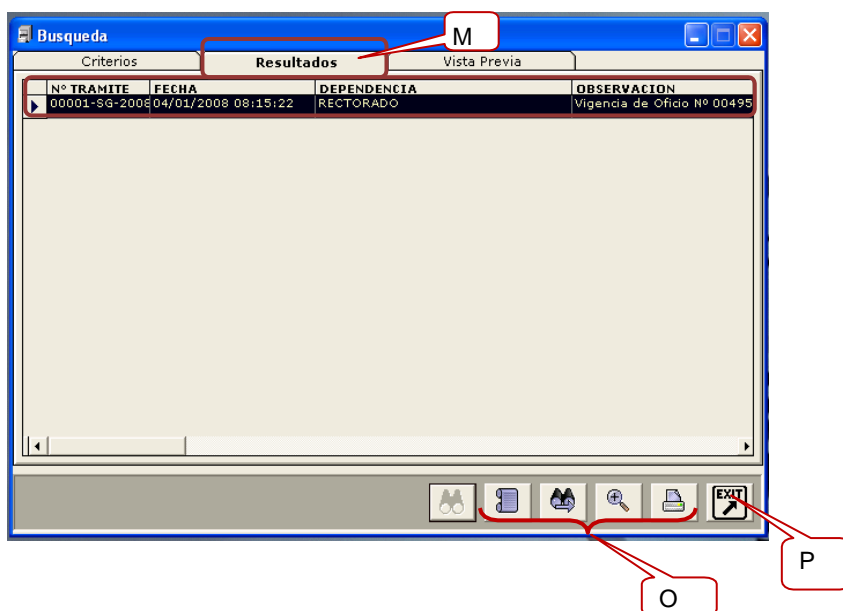 M
Busqueda
Criterios Resultados Vista Previa
Nº TRAMITE FECHA DEPENDENCIA OBSERVACION
00001-SG-2008 04/01/2008 08:15:22 RECTORADO Vigencia de Oficio Nº 00495
EXIT
P
O